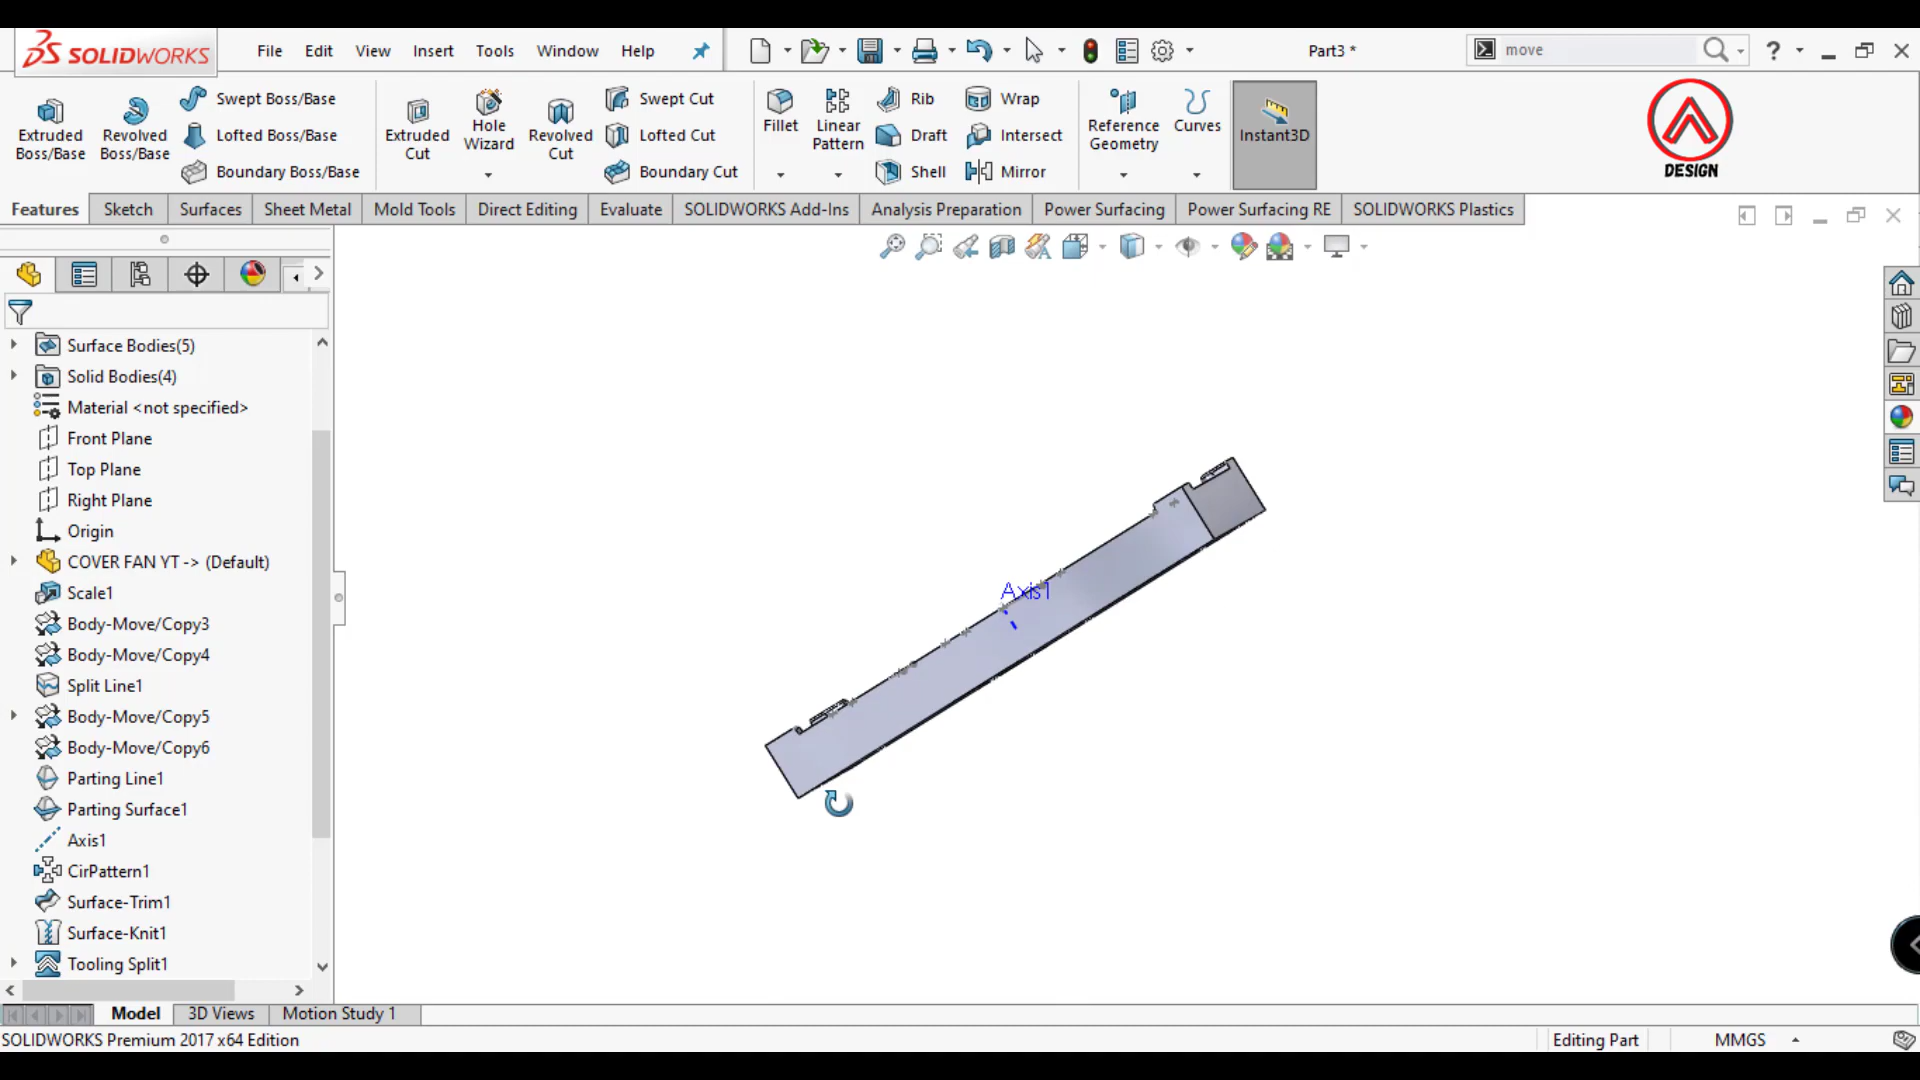 SOLIDWORKS File Edit View Insert Tools Window Help Part3 * move ?
Extruded Boss/Base
Revolved Boss/Base
Swept Boss/Base
Lofted Boss/Base
Boundary Boss/Base
Extruded Cut
Hole Wizard
Revolved Cut
Swept Cut
Lofted Cut
Boundary Cut
Fillet
Linear Pattern
Rib
Draft
Shell
Wrap
Intersect
Mirror
Reference Geometry
Curves
Instant3D
DESIGN
Features Sketch Surfaces Sheet Metal Mold Tools Direct Editing Evaluate SOLIDWORKS Add-Ins Analysis Preparation Power Surfacing Power Surfacing RE SOLIDWORKS Plastics
Surface Bodies(5)
Solid Bodies(4)
Material <not specified>
Front Plane
Top Plane
Right Plane
Origin
COVER FAN YT -> (Default)
Scale1
Body-Move/Copy3
Body-Move/Copy4
Split Line1
Body-Move/Copy5
Body-Move/Copy6
Parting Line1
Parting Surface1
Axis1
CirPattern1
Surface-Trim1
Surface-Knit1
Tooling Split1
Axis1
Model 3D Views Motion Study 1
SOLIDWORKS Premium 2017 x64 Edition Editing Part MMGS